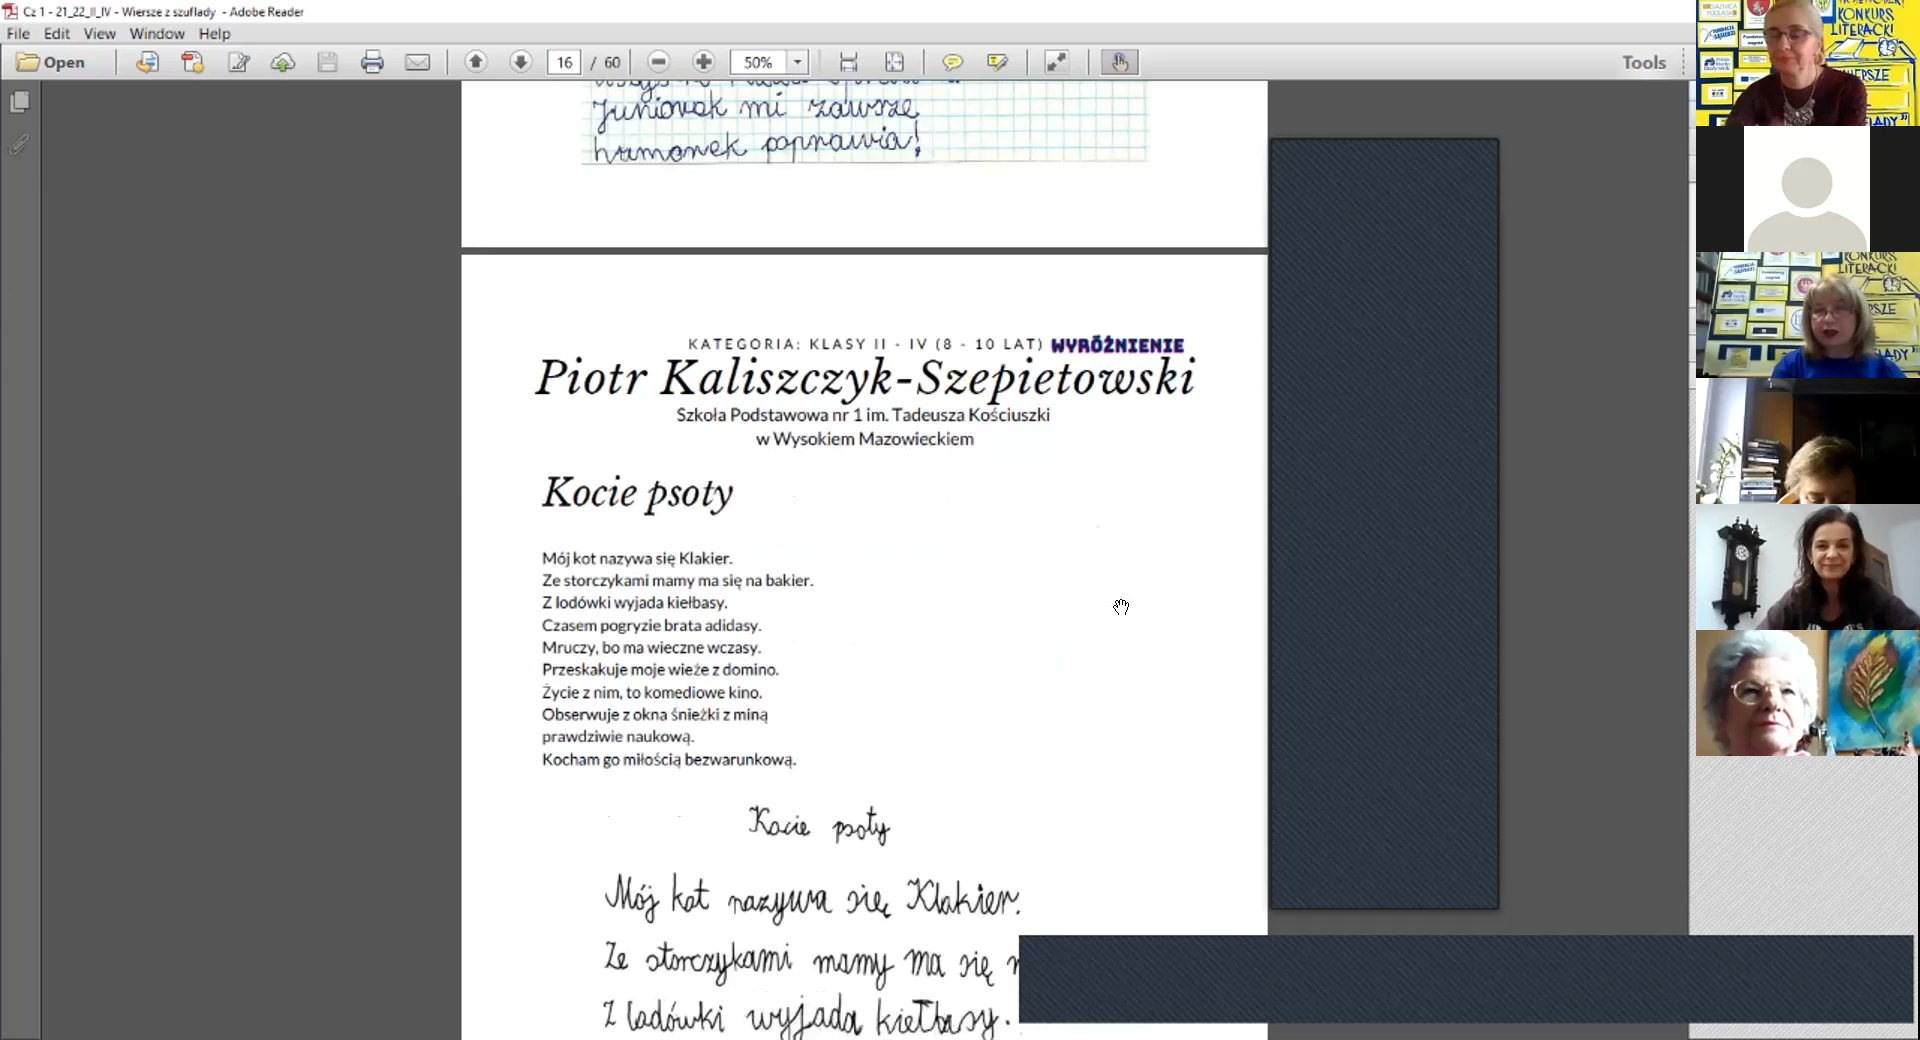 Cz 1 - 21_22_II_IV - Wiersze z szuflady - Adobe Reader
File Edit View Window Help
Open 16 / 60 50% Tools
Juniorek mi zawsze
humorek poprawia!
KATEGORIA: KLASY II - IV (8 - 10 LAT) WYRÓŻNIENIE
Piotr Kaliszczyk-Szepietowski
Szkoła Podstawowa nr 1 im. Tadeusza Kościuszki
w Wysokiem Mazowieckiem
Kocie psoty
Mój kot nazywa się Klakier.
Ze storczykami mamy ma się na bakier.
Z lodówki wyjada kiełbasy.
Czasem pogryzie brata adidasy.
Mruczy, bo ma wieczne wczasy.
Przeskakuje moje wieże z domino.
Życie z nim, to komediowe kino.
Obserwuje z okna śnieżki z miną
prawdziwie naukową.
Kocham go miłością bezwarunkową.
Kocie psoty
Mój kot nazywa się Klakier.
Ze storczykami mamy ma się
Z lodówki wyjada kiełbasy.
KONKURS
LITERACKI
KONKURS
LITERACKI